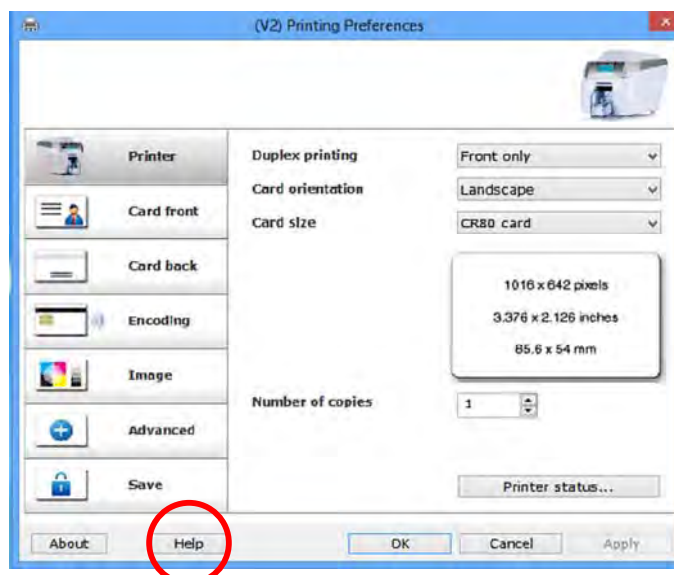 (V2) Printing Preferences
Printer
Duplex printing
Front only
Card orientation
Landscape
Card front
Card size
CR80 card
Card back
1016 x 642 pixels
3.376 x 2.126 inches
85.6 x 54 mm
Encoding
Image
Number of copies
1
Advanced
Save
Printer status...
About
Help
OK
Cancel
Apply